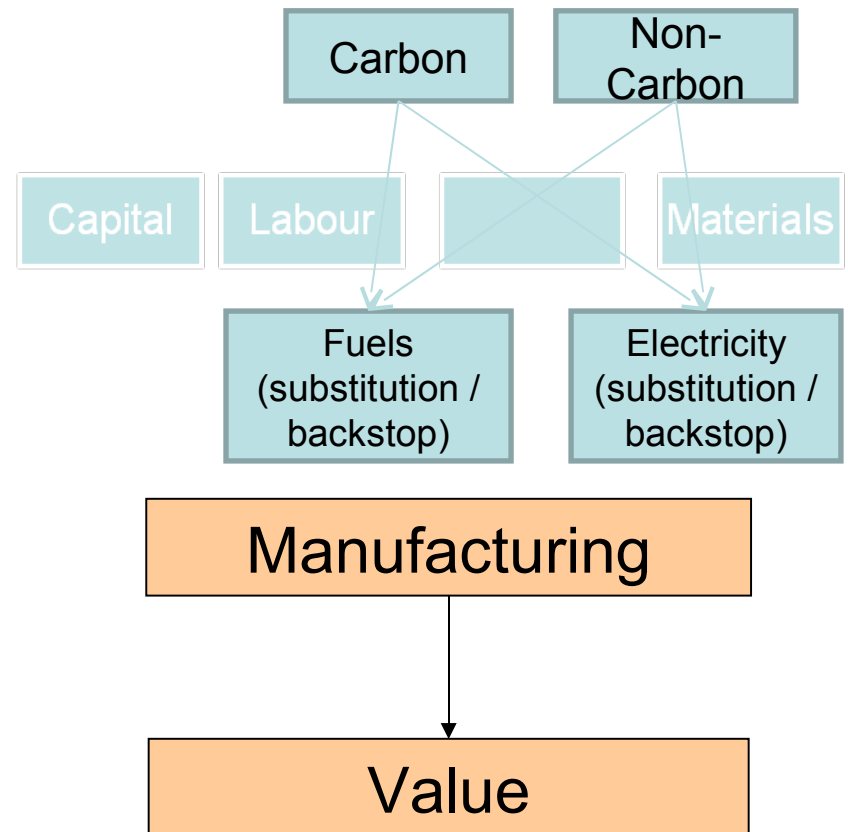 Carbon
Non-
Carbon
Capital
Labour
Materials
Fuels
(substitution /
backstop)
Electricity
(substitution /
backstop)
Manufacturing
Value